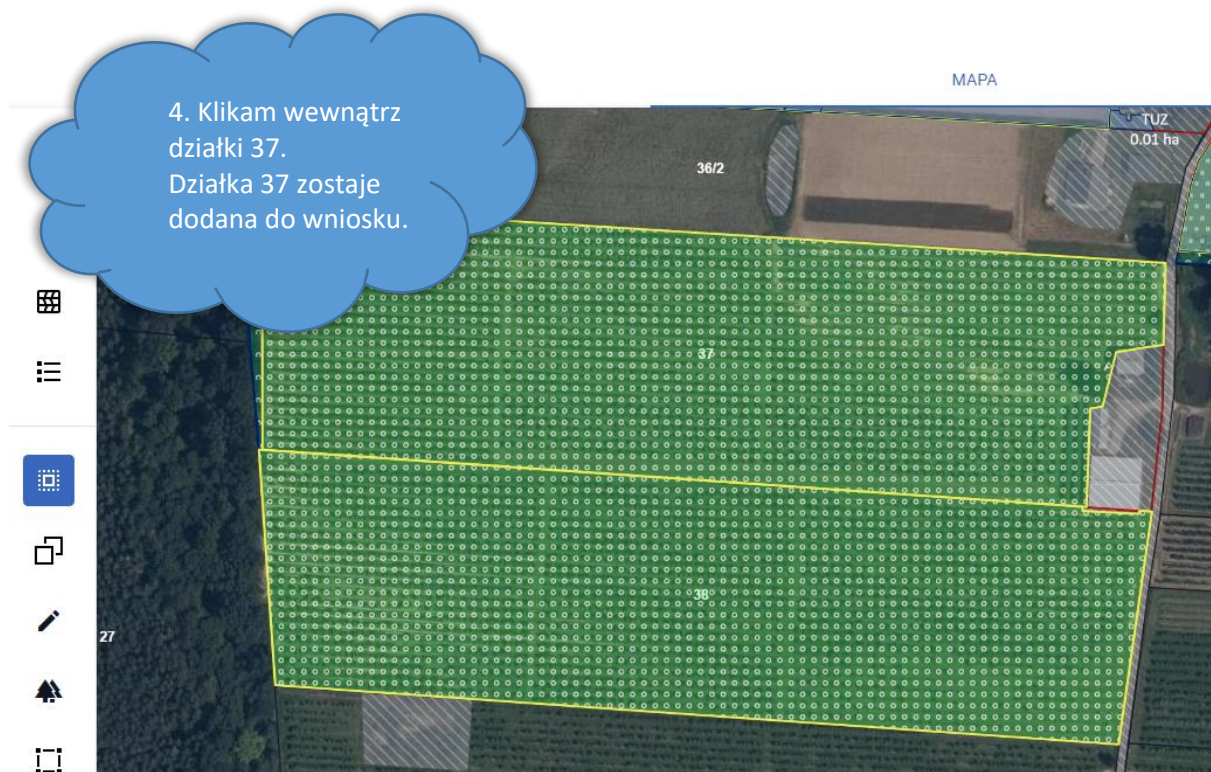 MAPA
4. Klikam wewnątrz
działki 37.
Działka 37 zostaje
dodana do wniosku.
TUZ
0.01 ha
36/2
37
38
27